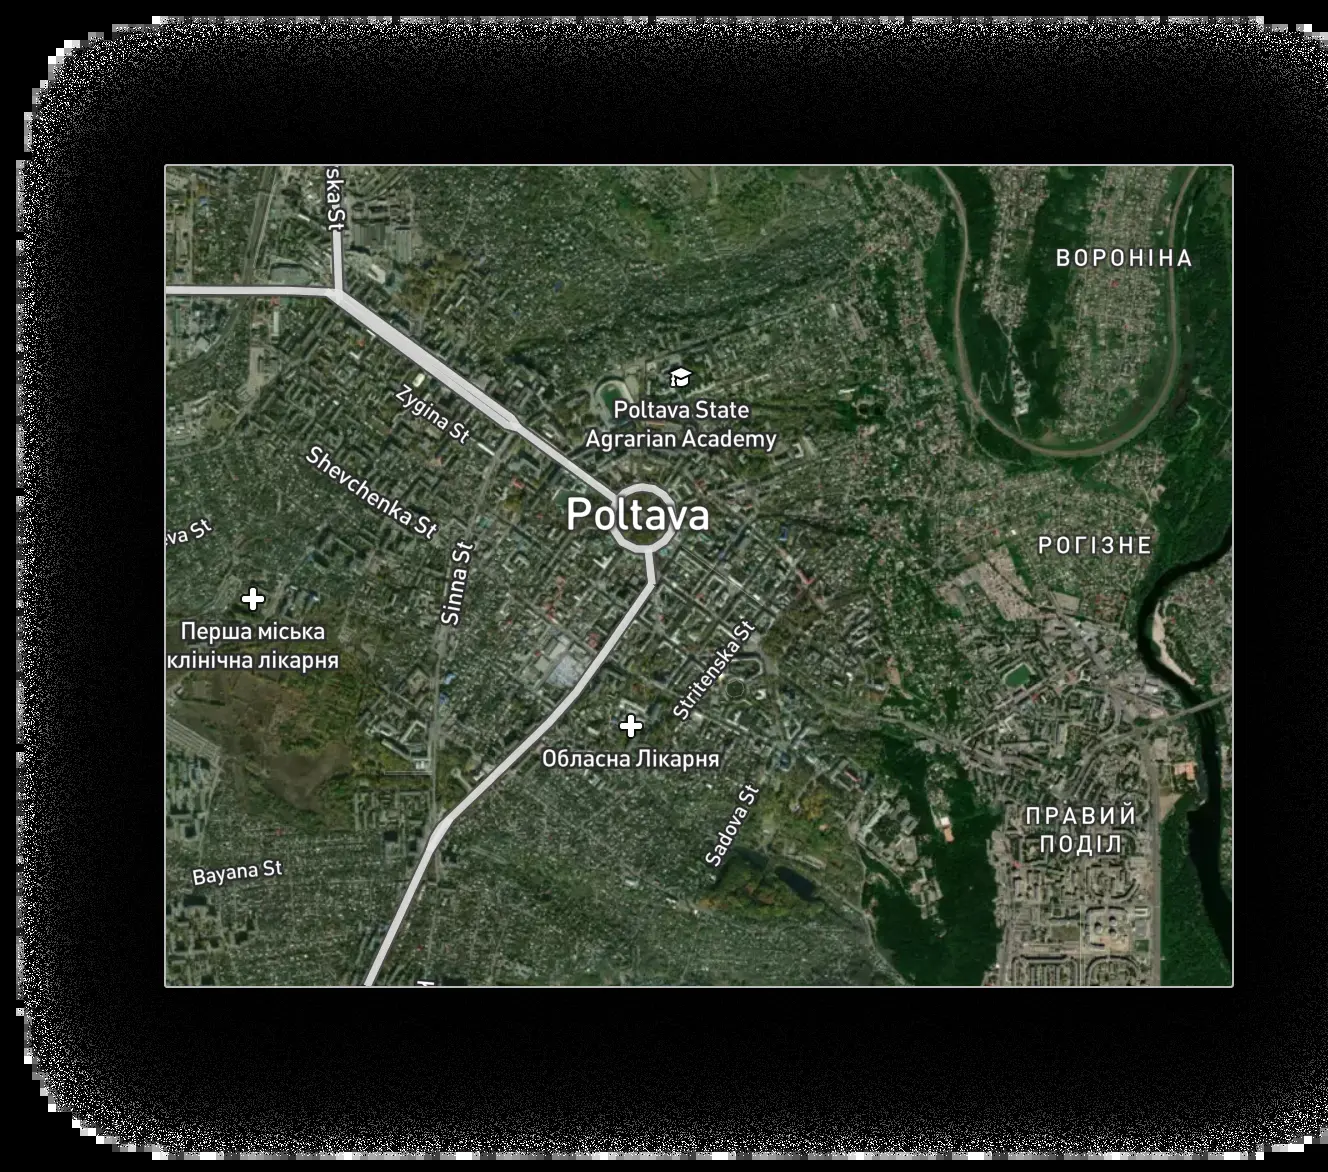 ska St
ВОРОНІНА
Zygina St
Poltava State
Agrarian Academy
Shevchenka St
Poltava
va St
РОГІЗНЕ
Sinna St
Перша міська
клінічна лікарня
Stritenska St
Обласна Лікарня
Sadova St
ПРАВИЙ
ПОДІЛ
Bayana St